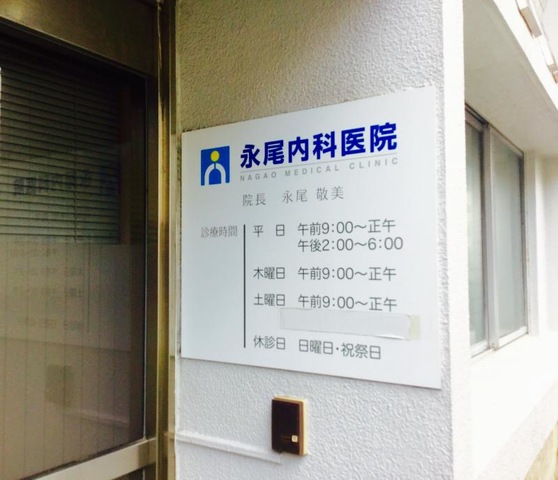 永尾内科医院
NAGAO MEDICAL CLINIC
院長 永尾 敬美
診療時間 平日 午前9:00〜正午
午後2:00〜6:00
木曜日 午前9:00〜正午
土曜日 午前9:00〜正午
休診日 日曜日・祝祭日